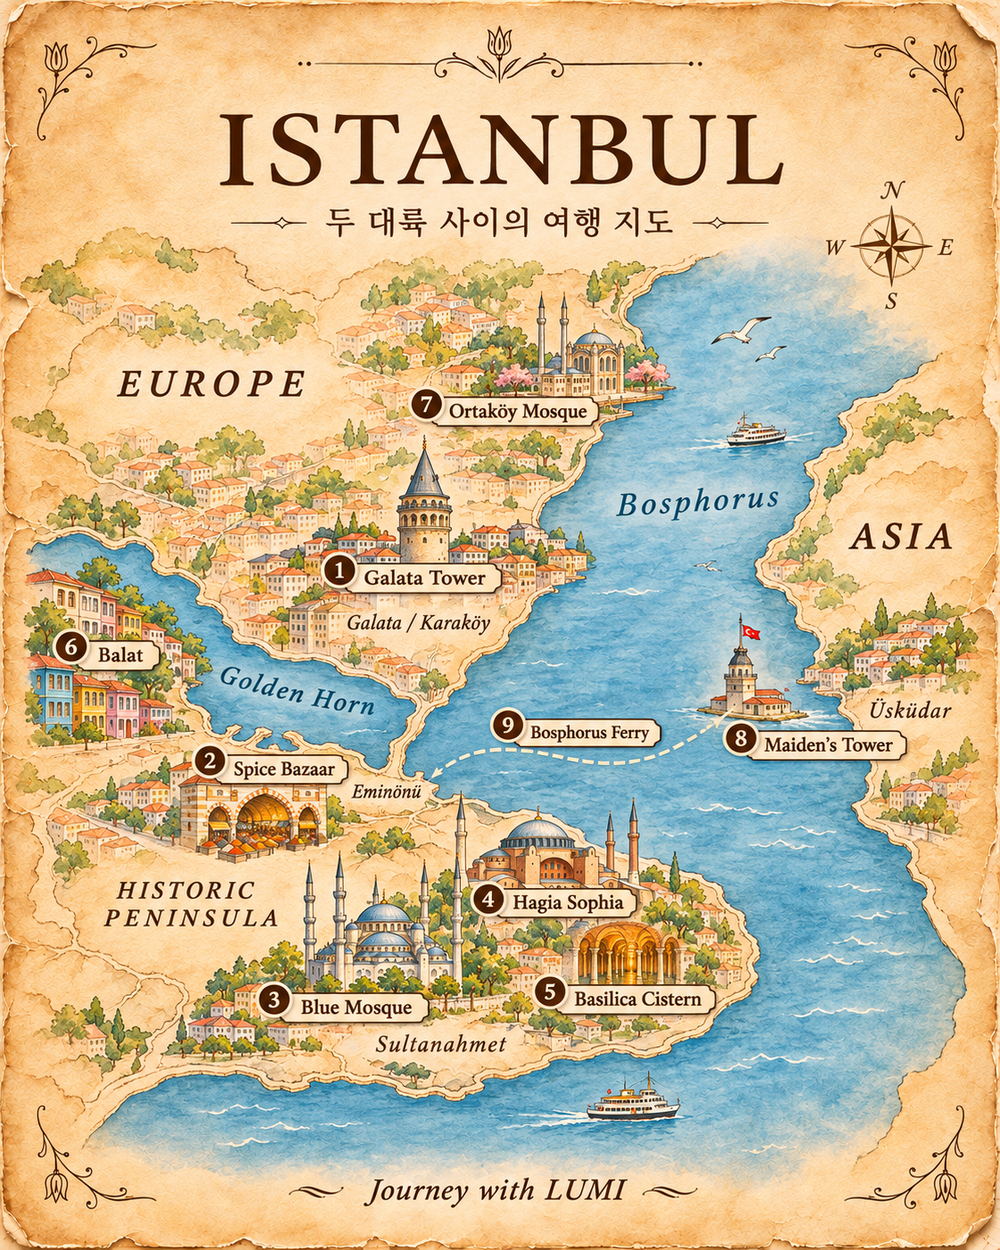 ISTANBUL
두 대륙 사이의 여행 지도
N
W E
S
EUROPE
7 Ortaköy Mosque
Bosphorus
ASIA
1 Galata Tower
Galata / Karaköy
6 Balat
Golden Horn
Üsküdar
9 Bosphorus Ferry
8 Maiden's Tower
2 Spice Bazaar
Eminönü
HISTORIC
PENINSULA
4 Hagia Sophia
5 Basilica Cistern
3 Blue Mosque
Sultanahmet
Journey with LUMI